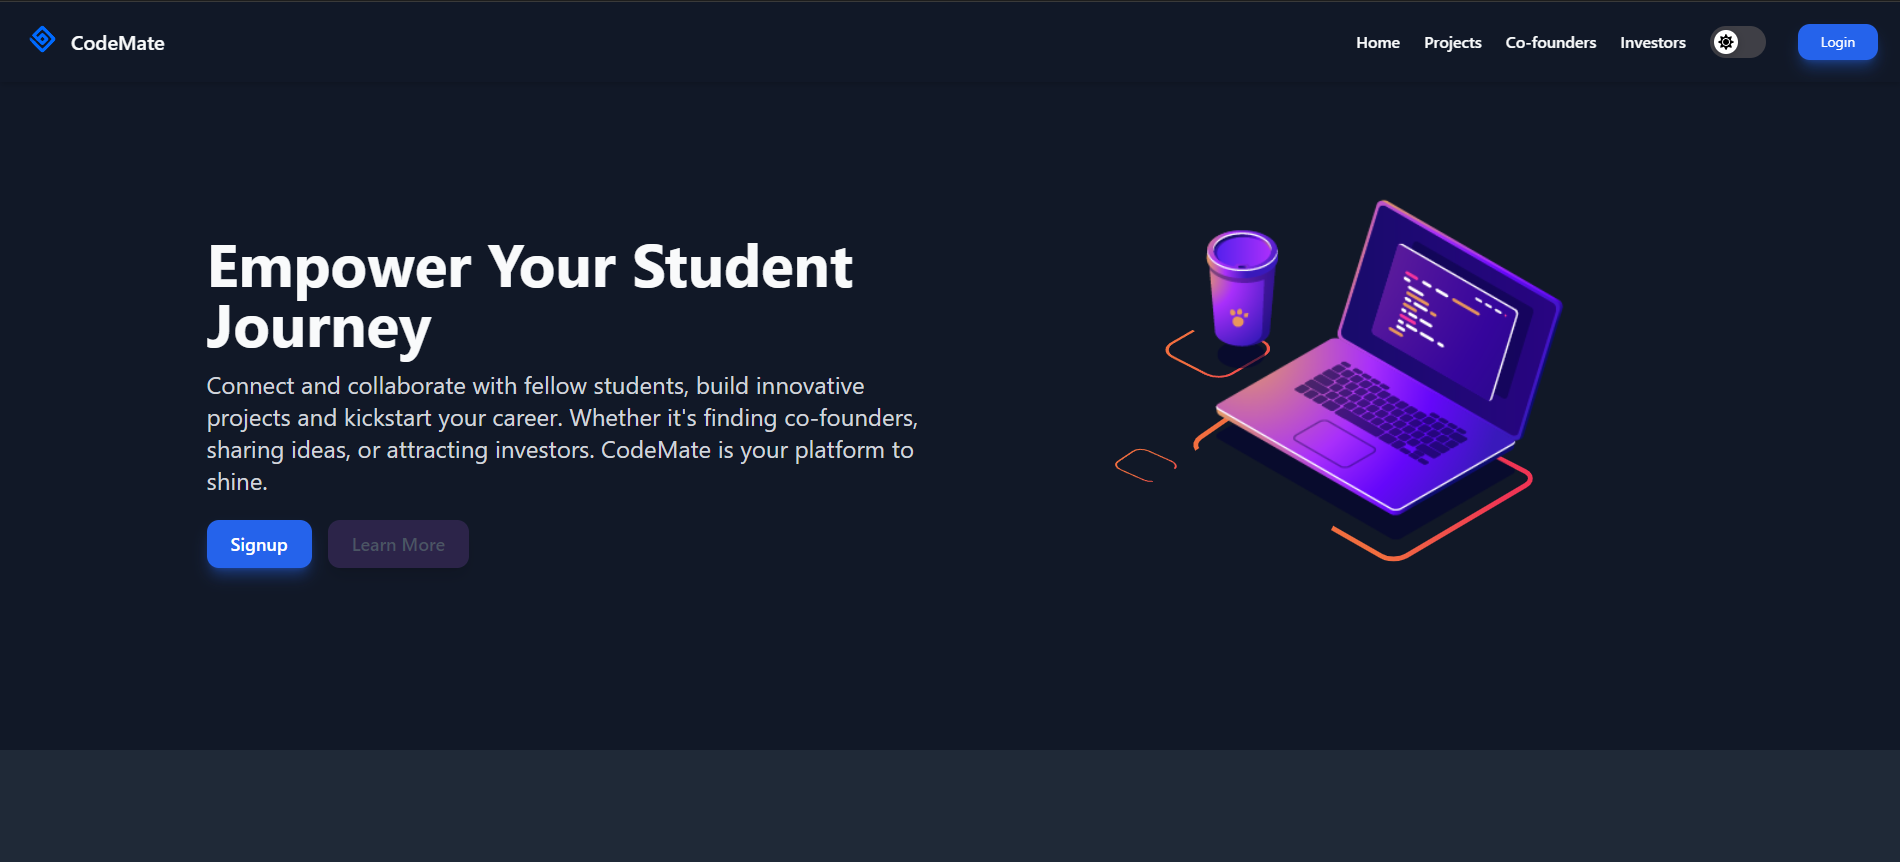 CodeMate
Home Projects Co-founders Investors Login
Empower Your Student
Journey
Connect and collaborate with fellow students, build innovative
projects and kickstart your career. Whether it's finding co-founders,
sharing ideas, or attracting investors. CodeMate is your platform to
shine.
Signup Learn More